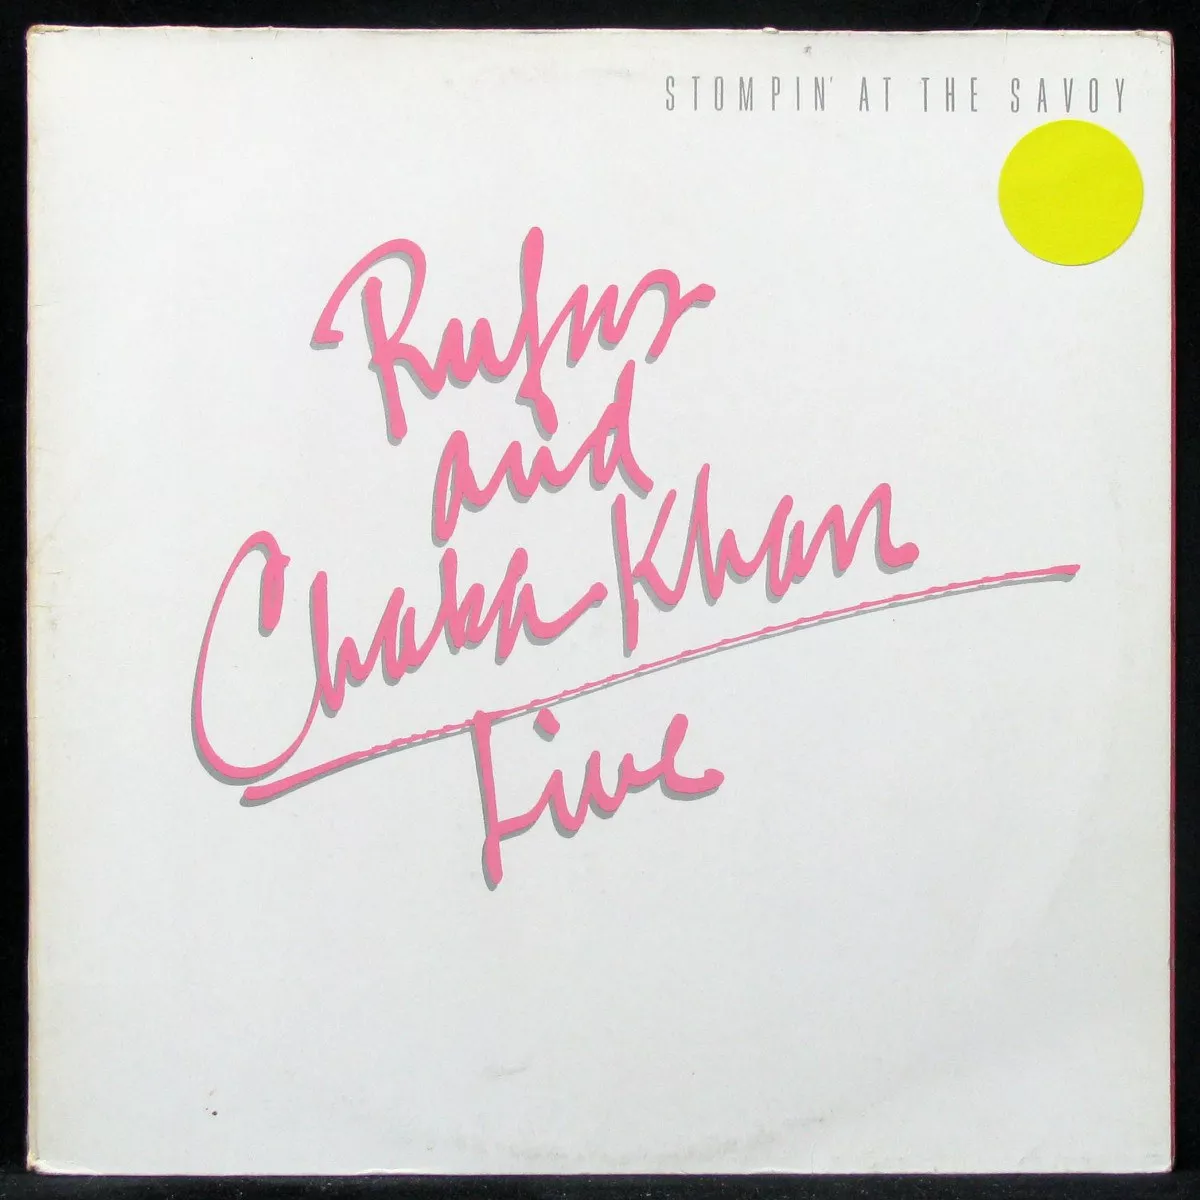 STOMPIN' AT THE SAVOY
Rufus
and
Chaka Khan
Live